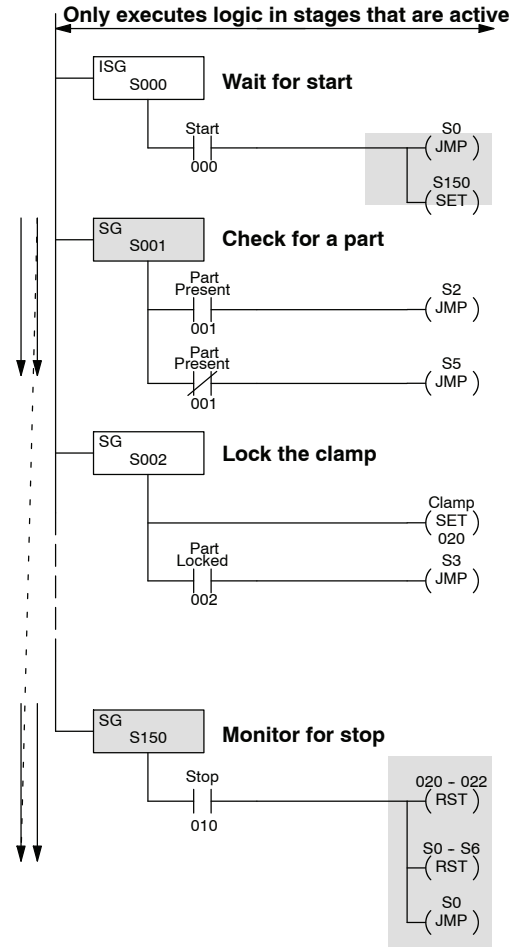 Only executes logic in stages that are active
ISG
S000
Wait for start
Start
000
S0
JMP
S150
SET
SG
S001
Check for a part
Part
Present
001
S2
JMP
Part
Present
001
S5
JMP
SG
S002
Lock the clamp
Clamp
SET
020
Part
Locked
002
S3
JMP
SG
S150
Monitor for stop
Stop
010
020 - 022
RST
S0 - S6
RST
S0
JMP